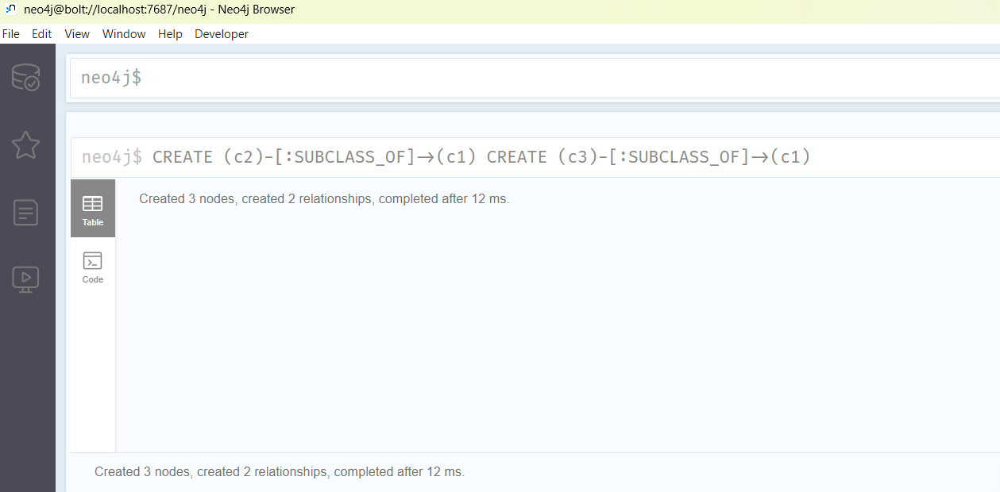 neo4j@bolt://localhost:7687/neo4j - Neo4j Browser
File Edit View Window Help Developer
neo4j$
neo4j$ CREATE (c2)-[:SUBCLASS_OF]->(c1) CREATE (c3)-[:SUBCLASS_OF]->(c1)
Table
Created 3 nodes, created 2 relationships, completed after 12 ms.
Code
Created 3 nodes, created 2 relationships, completed after 12 ms.